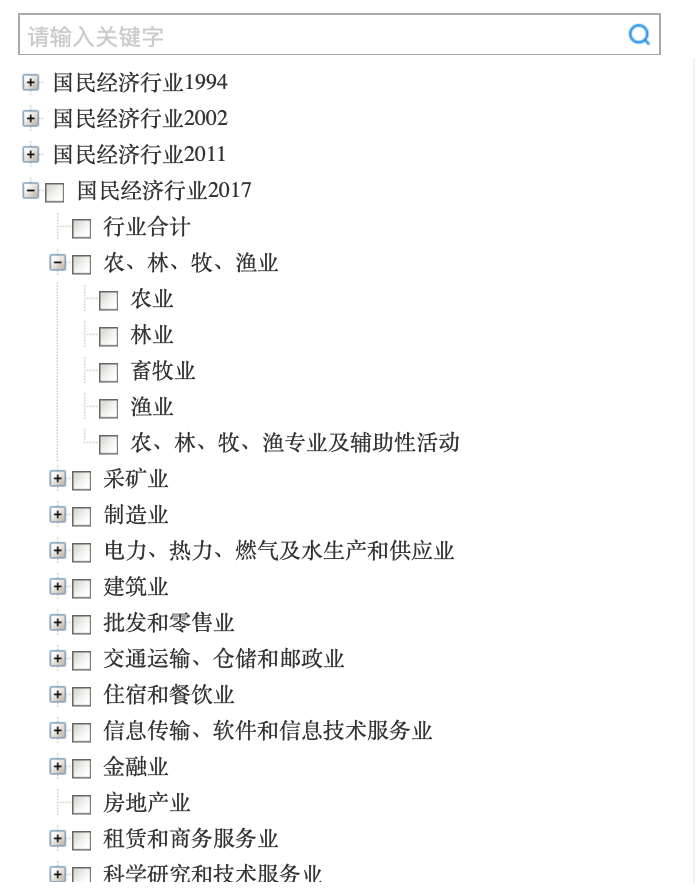 请输入关键字
国民经济行业1994
国民经济行业2002
国民经济行业2011
国民经济行业2017
行业合计
农、林、牧、渔业
农业
林业
畜牧业
渔业
农、林、牧、渔专业及辅助性活动
采矿业
制造业
电力、热力、燃气及水生产和供应业
建筑业
批发和零售业
交通运输、仓储和邮政业
住宿和餐饮业
信息传输、软件和信息技术服务业
金融业
房地产业
租赁和商务服务业
科学研究和技术服务业